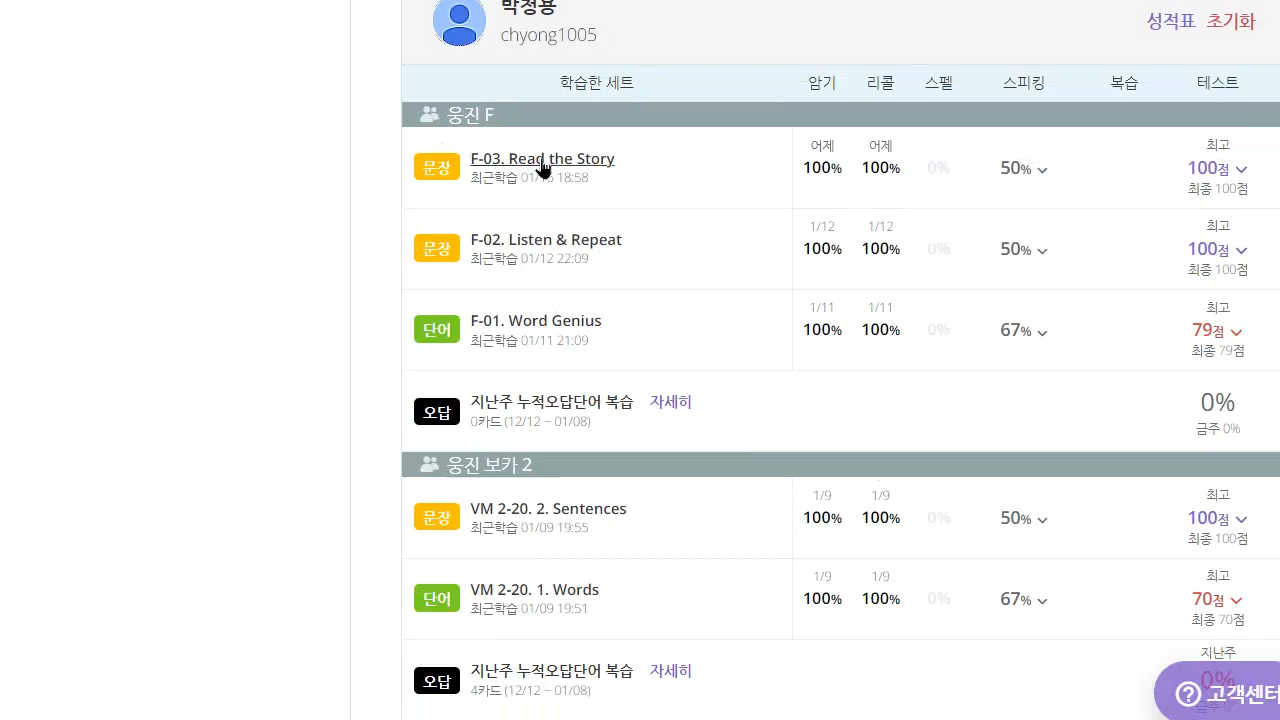 박정용
chyong1005
성적표 초기화
학습한 세트 암기 리콜 스펠 스피킹 복습 테스트
웅진 F
문장 F-03. Read the Story 어제 100% 어제 100% 0% 50% 최고 100점
최근학습 01/ 18:58 최종 100점
문장 F-02. Listen & Repeat 1/12 100% 1/12 100% 0% 50% 최고 100점
최근학습 01/12 22:09 최종 100점
단어 F-01. Word Genius 1/11 100% 1/11 100% 0% 67% 최고 79점
최근학습 01/11 21:09 최종 79점
오답 지난주 누적오답단어 복습 자세히 0%
0카드 (12/12 ~ 01/08) 금주 0%
웅진 보카 2
문장 VM 2-20. 2. Sentences 1/9 100% 1/9 100% 0% 50% 최고 100점
최근학습 01/09 19:55 최종 100점
단어 VM 2-20. 1. Words 1/9 100% 1/9 100% 0% 67% 최고 70점
최근학습 01/09 19:51 최종 70점
오답 지난주 누적오답단어 복습 자세히 지난주 0%
4카드 (12/12 ~ 01/08)
고객센터